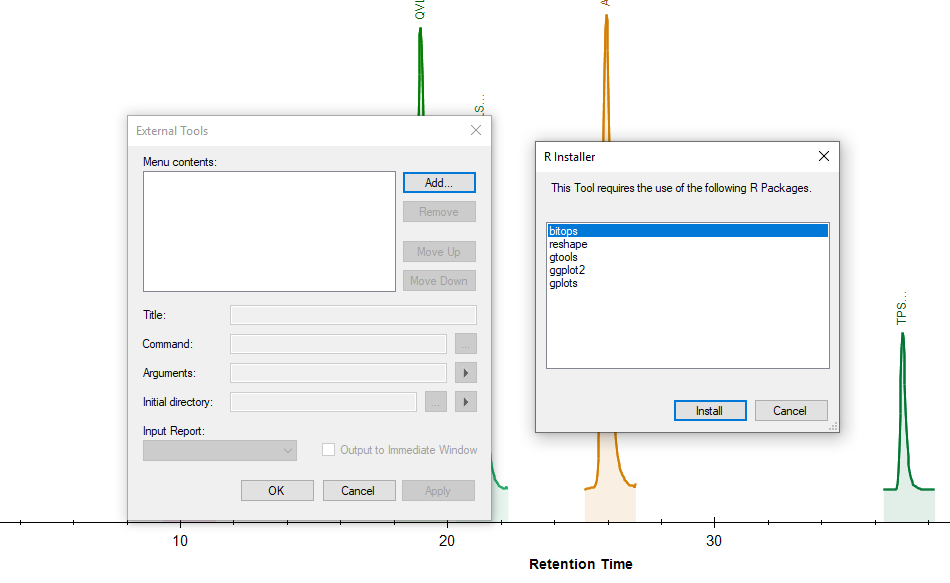 QVL
A
S...
External Tools
Menu contents:
Add...
Remove
Move Up
Move Down
Title:
Command:
...
Arguments:
Initial directory:
...
Input Report:
Output to Immediate Window
OK
Cancel
Apply
R Installer
This Tool requires the use of the following R Packages.
bitops
reshape
gtools
ggplot2
gplots
Install
Cancel
TPS...
10
20
30
Retention Time